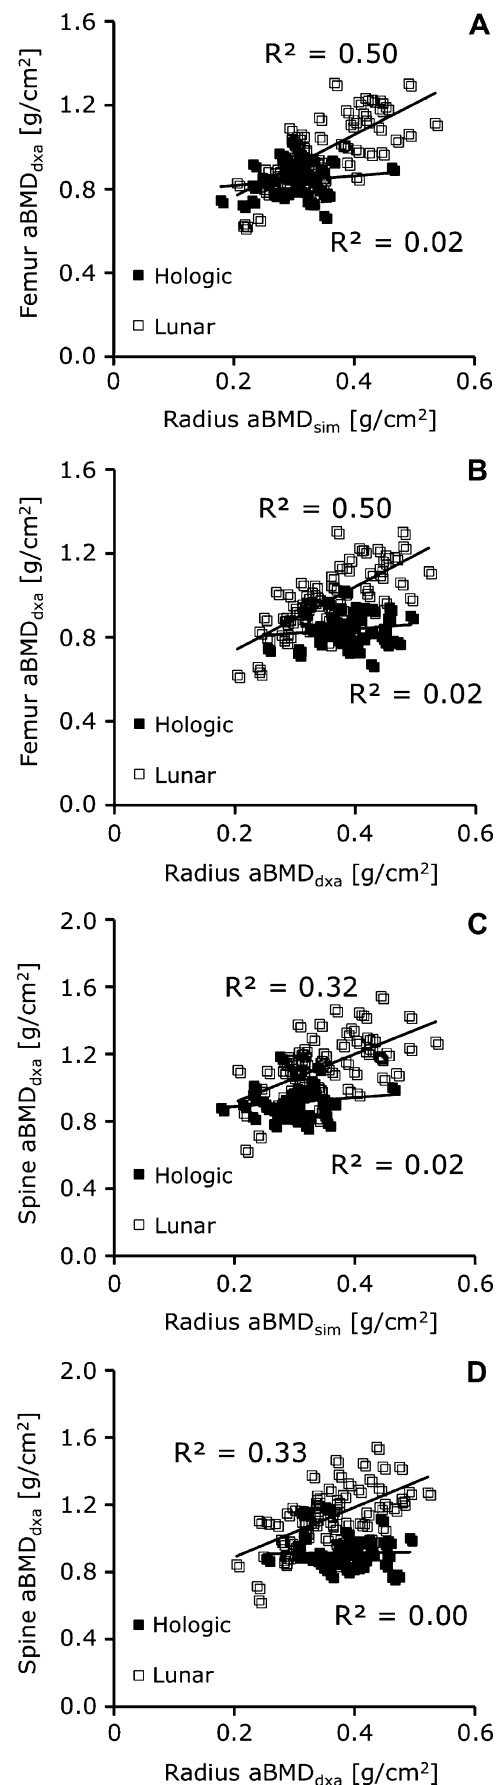 A
1.6
R² = 0.50
1.2
0.8
R² = 0.02
0.4
Hologic
Lunar
0.0
0 0.2 0.4 0.6
Femur aBMDdxa [g/cm²]
Radius aBMDsim [g/cm²]
B
1.6
R² = 0.50
1.2
0.8
R² = 0.02
0.4
Hologic
Lunar
0.0
0 0.2 0.4 0.6
Femur aBMDdxa [g/cm²]
Radius aBMDdxa [g/cm²]
C
2.0
1.6
R² = 0.32
1.2
0.8
R² = 0.02
Hologic
0.4
Lunar
0.0
0 0.2 0.4 0.6
Spine aBMDdxa [g/cm²]
Radius aBMDsim [g/cm²]
D
2.0
1.6
R² = 0.33
1.2
0.8
R² = 0.00
Hologic
0.4
Lunar
0.0
0 0.2 0.4 0.6
Spine aBMDdxa [g/cm²]
Radius aBMDdxa [g/cm²]